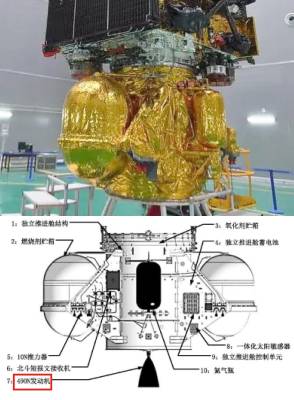 1: 独立推进舱结构
2: 燃烧剂贮箱
3: 氧化剂贮箱
4: 独立推进舱蓄电池
5: 10N推力器
6: 北斗短报文接收机
7: 490N发动机
8: 一体化太阳敏感器
9: 独立推进舱控制单元
10: 氦气瓶